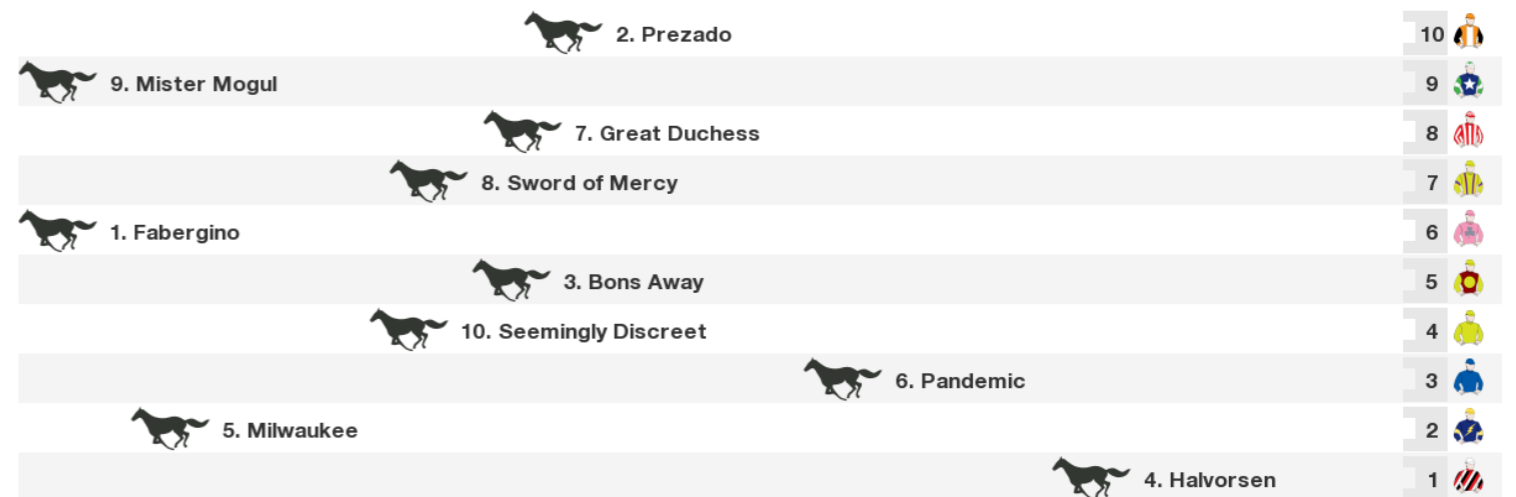 2. Prezado 10
9. Mister Mogul 9
7. Great Duchess 8
8. Sword of Mercy 7
1. Fabergino 6
3. Bons Away 5
10. Seemingly Discreet 4
6. Pandemic 3
5. Milwaukee 2
4. Halvorsen 1